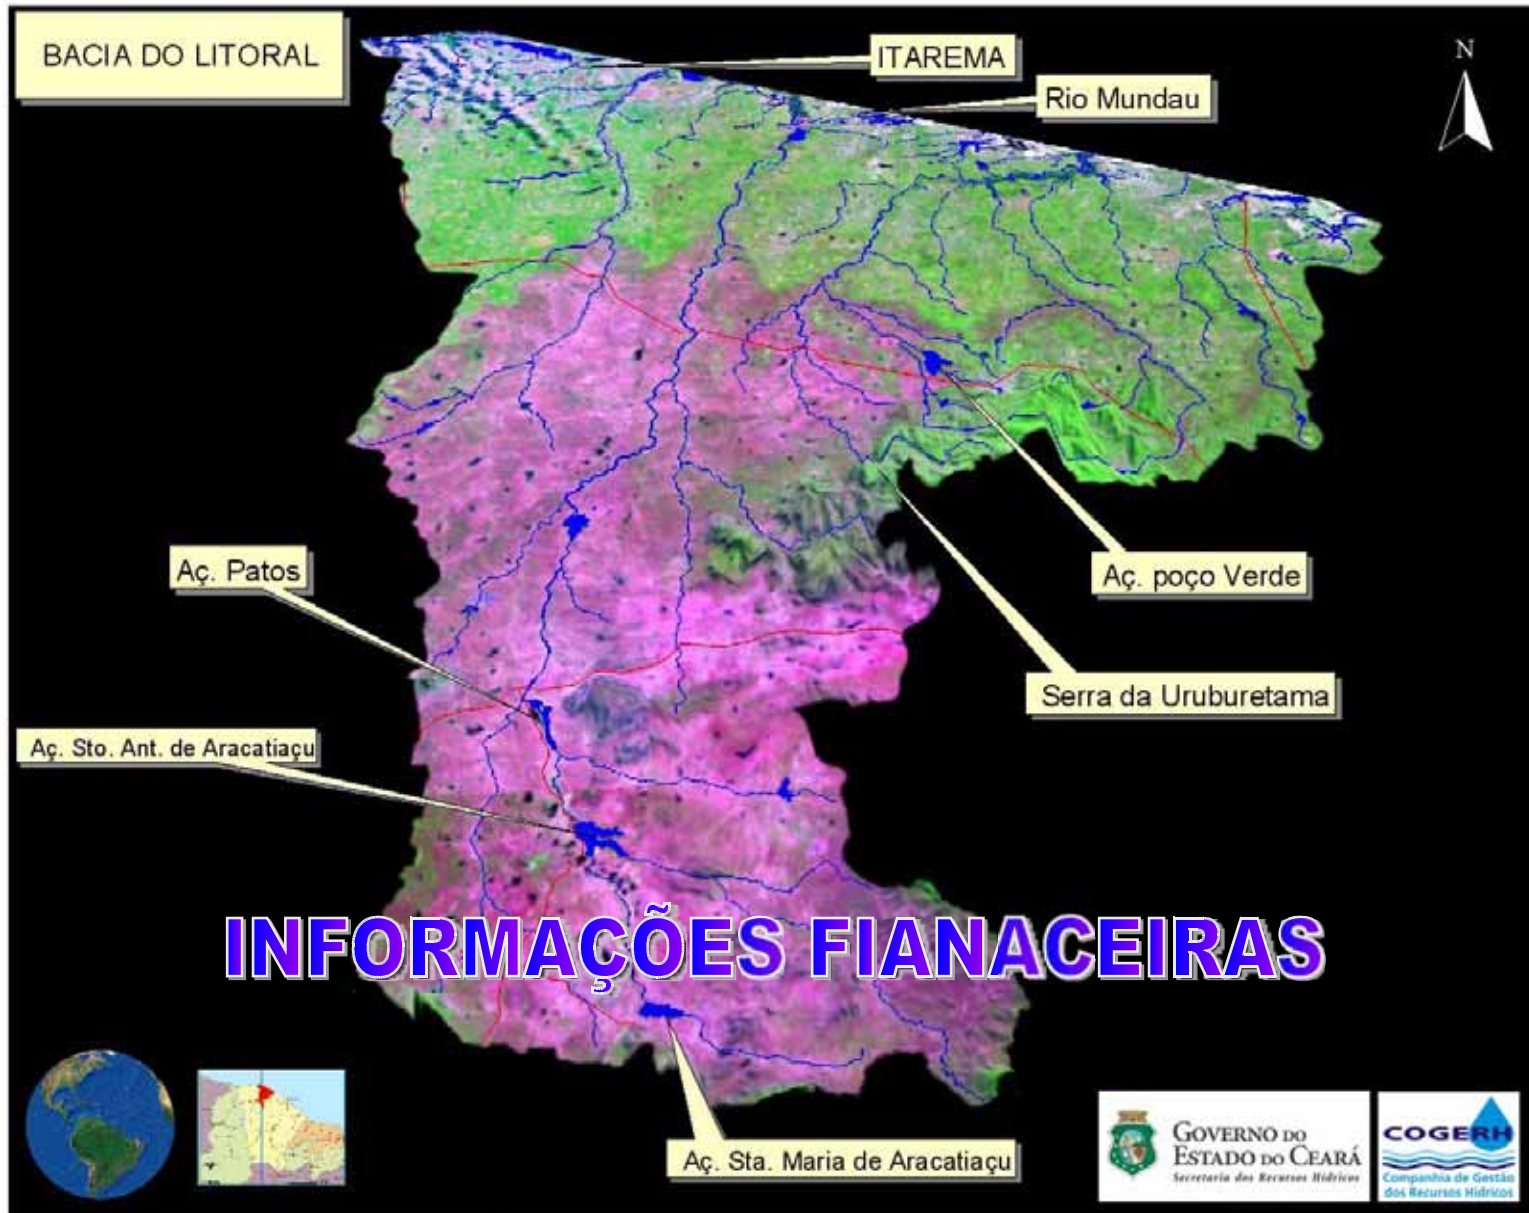 BACIA DO LITORAL
ITAREMA
Rio Mundau
N
Aç. Patos
Aç. poço Verde
Serra da Uruburetama
Aç. Sto. Ant. de Aracatiaçu
INFORMAÇÕES FIANACEIRAS
Aç. Sta. Maria de Aracatiaçu
GOVERNO DO
ESTADO DO CEARÁ
Secretaria dos Recursos Hídricos
COGERH
Companhia de Gestão
dos Recursos Hídricos